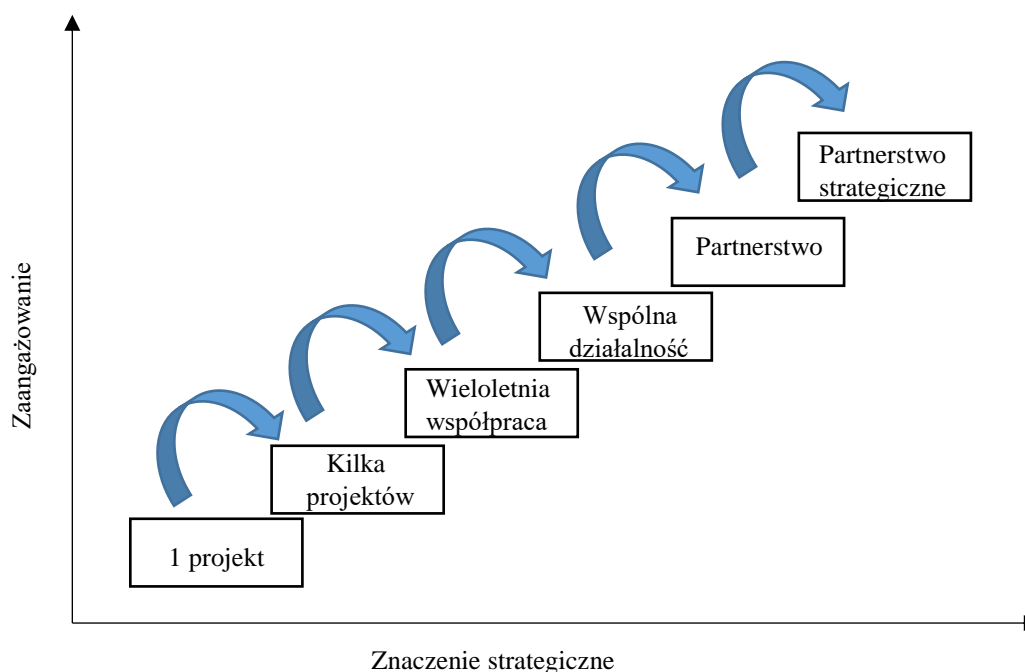 Partnerstwo
strategiczne
Partnerstwo
Wspólna
działalność
Wieloletnia
współpraca
Kilka
projektów
1 projekt
Zaangażowanie
Znaczenie strategiczne